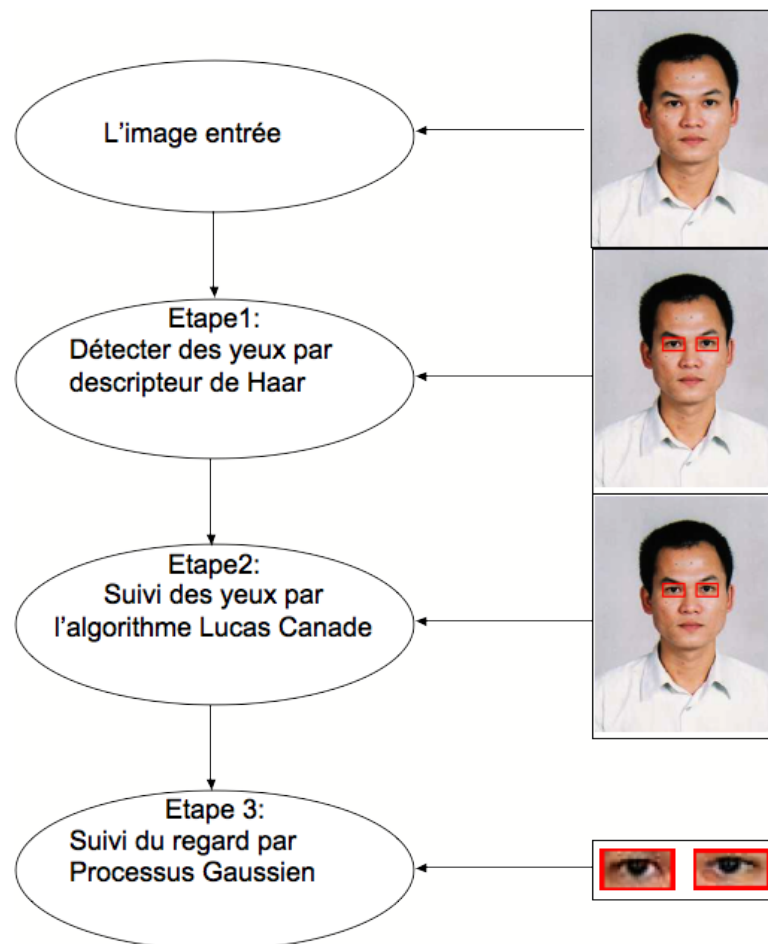 L'image entrée
Etape1:
Détecter des yeux par
descripteur de Haar
Etape2:
Suivi des yeux par
l'algorithme Lucas Canade
Etape 3:
Suivi du regard par
Processus Gaussien